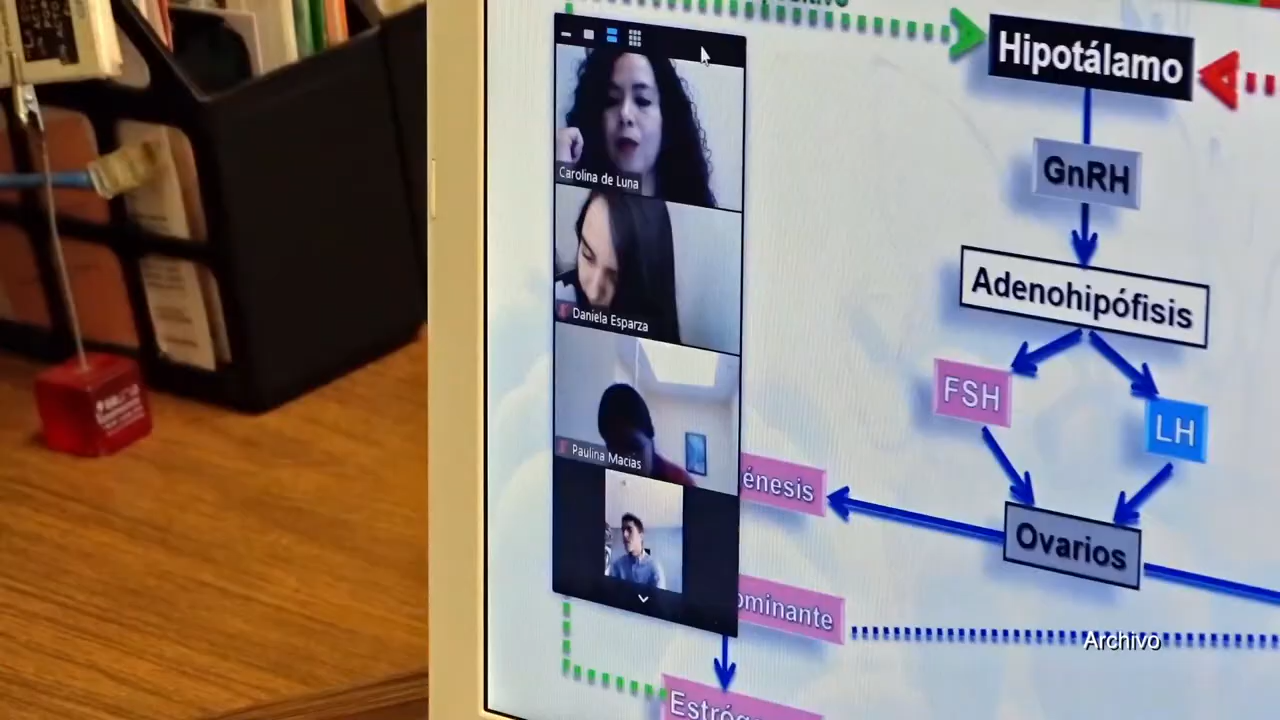 Hipotálamo
Carolina de Luna
GnRH
Daniela Esparza
Adenohipófisis
FSH
LH
Paulina Macias
énesis
Ovarios
ominante
Archivo